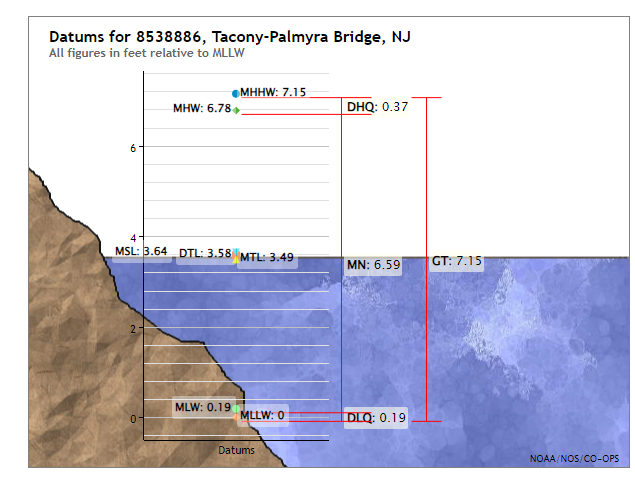 Datums for 8538886, Tacony-Palmyra Bridge, NJ
All figures in feet relative to MLLW
MHHW: 7.15
MHW: 6.78
DHQ: 0.37
6
4
MSL: 3.64
DTL: 3.58
MTL: 3.49
MN: 6.59
GT: 7.15
2
MLW: 0.19
MLLW: 0
DLQ: 0.19
0
Datums
NOAA/NOS/CO-OPS